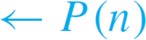 ← P(n)